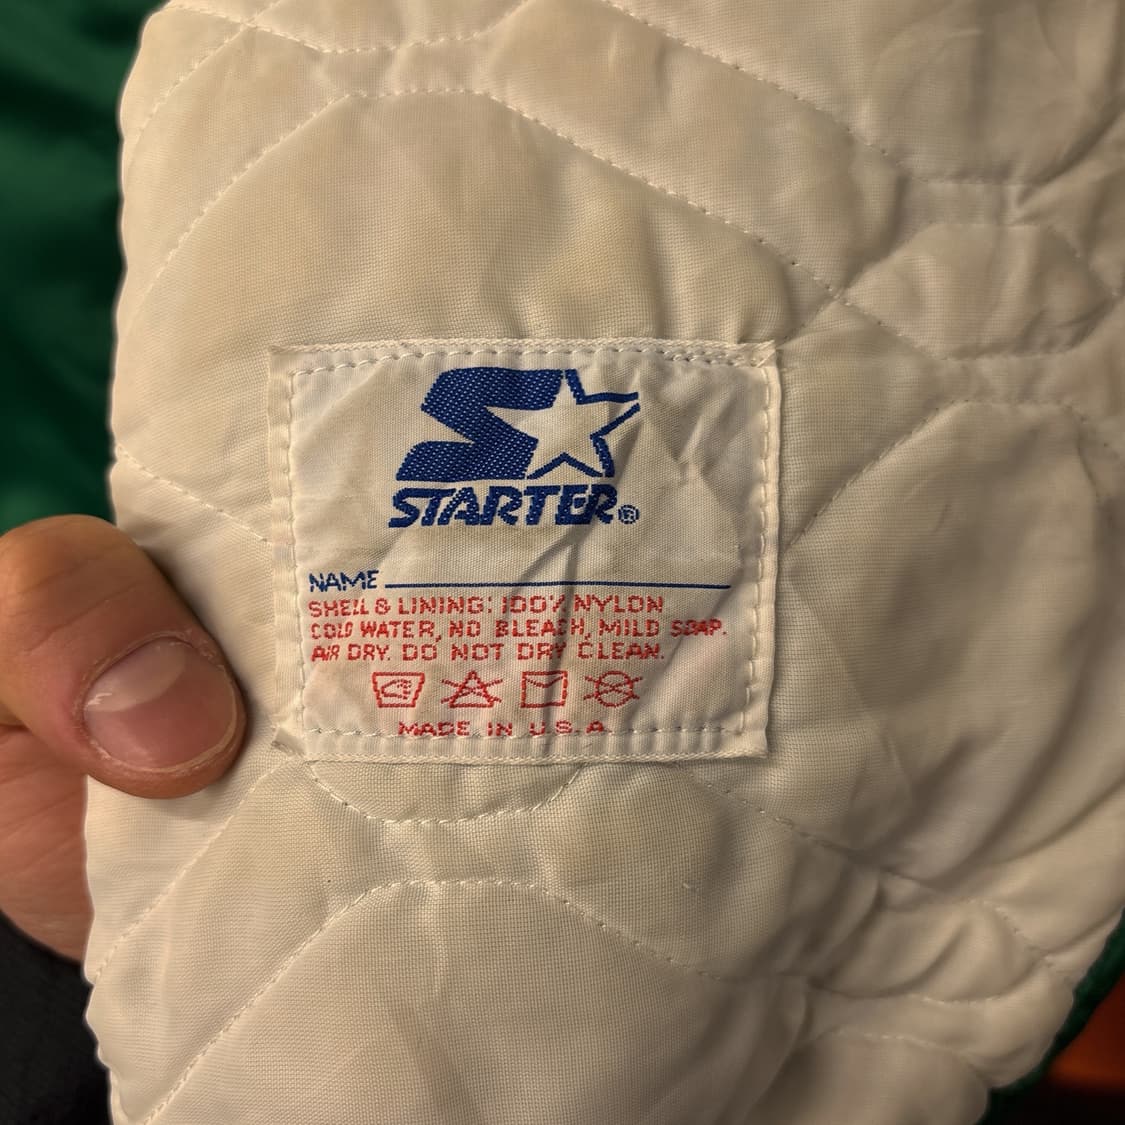 STARTER®
NAME
SHELL & LINING: 100% NYLON
COLD WATER, NO BLEACH, MILD SOAP.
AIR DRY. DO NOT DRY CLEAN.
MADE IN U.S.A.